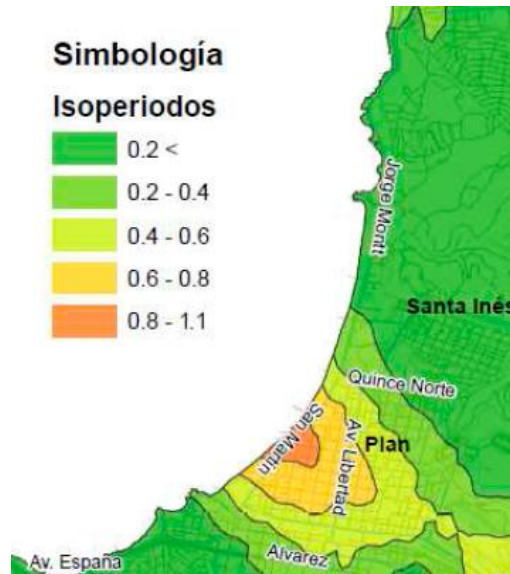 Simbología
Isoperiodos
0.2 <
0.2 - 0.4
0.4 - 0.6
0.6 - 0.8
0.8 - 1.1
Jorge Montt
Santa Inés
Quince Norte
San Martin
Av. Libertad
Plan
Alvarez
Av. España